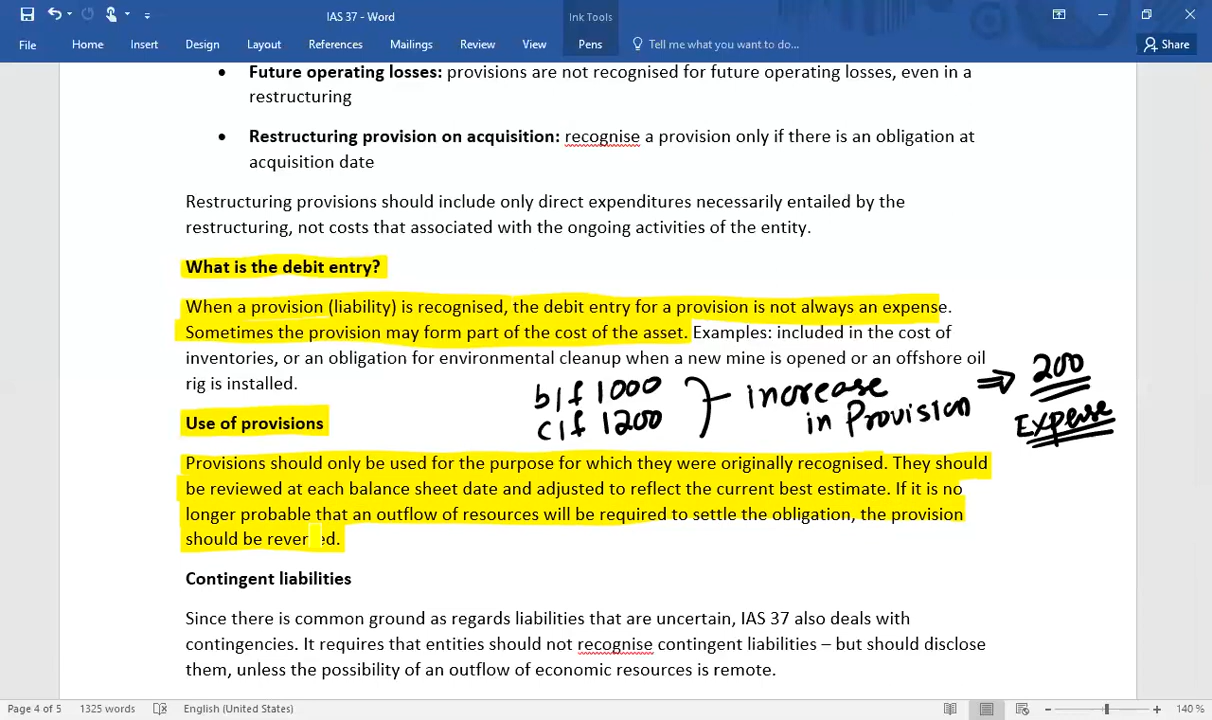 IAS 37 - Word
Ink Tools
File Home Insert Design Layout References Mailings Review View Pens Tell me what you want to do... Share
• Future operating losses: provisions are not recognised for future operating losses, even in a
restructuring
• Restructuring provision on acquisition: recognise a provision only if there is an obligation at
acquisition date
Restructuring provisions should include only direct expenditures necessarily entailed by the
restructuring, not costs that associated with the ongoing activities of the entity.
What is the debit entry?
When a provision (liability) is recognised, the debit entry for a provision is not always an expense.
Sometimes the provision may form part of the cost of the asset. Examples: included in the cost of
inventories, or an obligation for environmental cleanup when a new mine is opened or an offshore oil
rig is installed.
b/f 1000
c/f 1200
increase
in Provision
200
Expense
Use of provisions
Provisions should only be used for the purpose for which they were originally recognised. They should
be reviewed at each balance sheet date and adjusted to reflect the current best estimate. If it is no
longer probable that an outflow of resources will be required to settle the obligation, the provision
should be rever ed.
Contingent liabilities
Since there is common ground as regards liabilities that are uncertain, IAS 37 also deals with
contingencies. It requires that entities should not recognise contingent liabilities – but should disclose
them, unless the possibility of an outflow of economic resources is remote.
Page 4 of 5 1325 words English (United States) 140 %